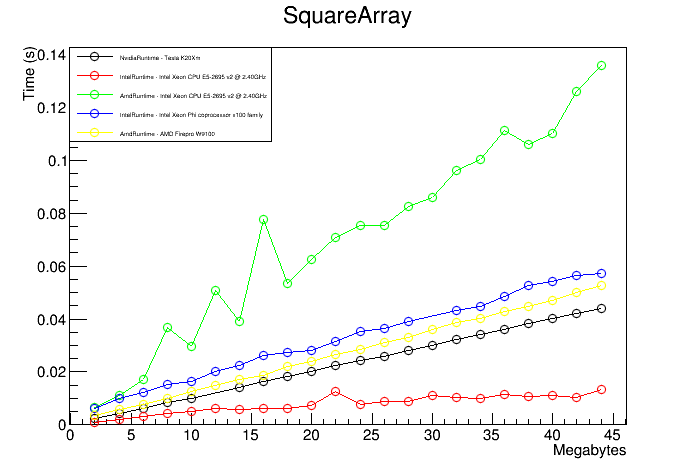 SquareArray
Time (s)
0.14
0.12
0.1
0.08
0.06
0.04
0.02
0
NvidiaRuntime - Tesla K20Xm
IntelRuntime - Intel Xeon CPU E5-2695 v2 @ 2.40GHz
AmdRuntime - Intel Xeon CPU E5-2695 v2 @ 2.40GHz
IntelRuntime - Intel Xeon Phi coprocessor x100 family
AmdRuntime - AMD Firepro W9100
0 5 10 15 20 25 30 35 40 45
Megabytes